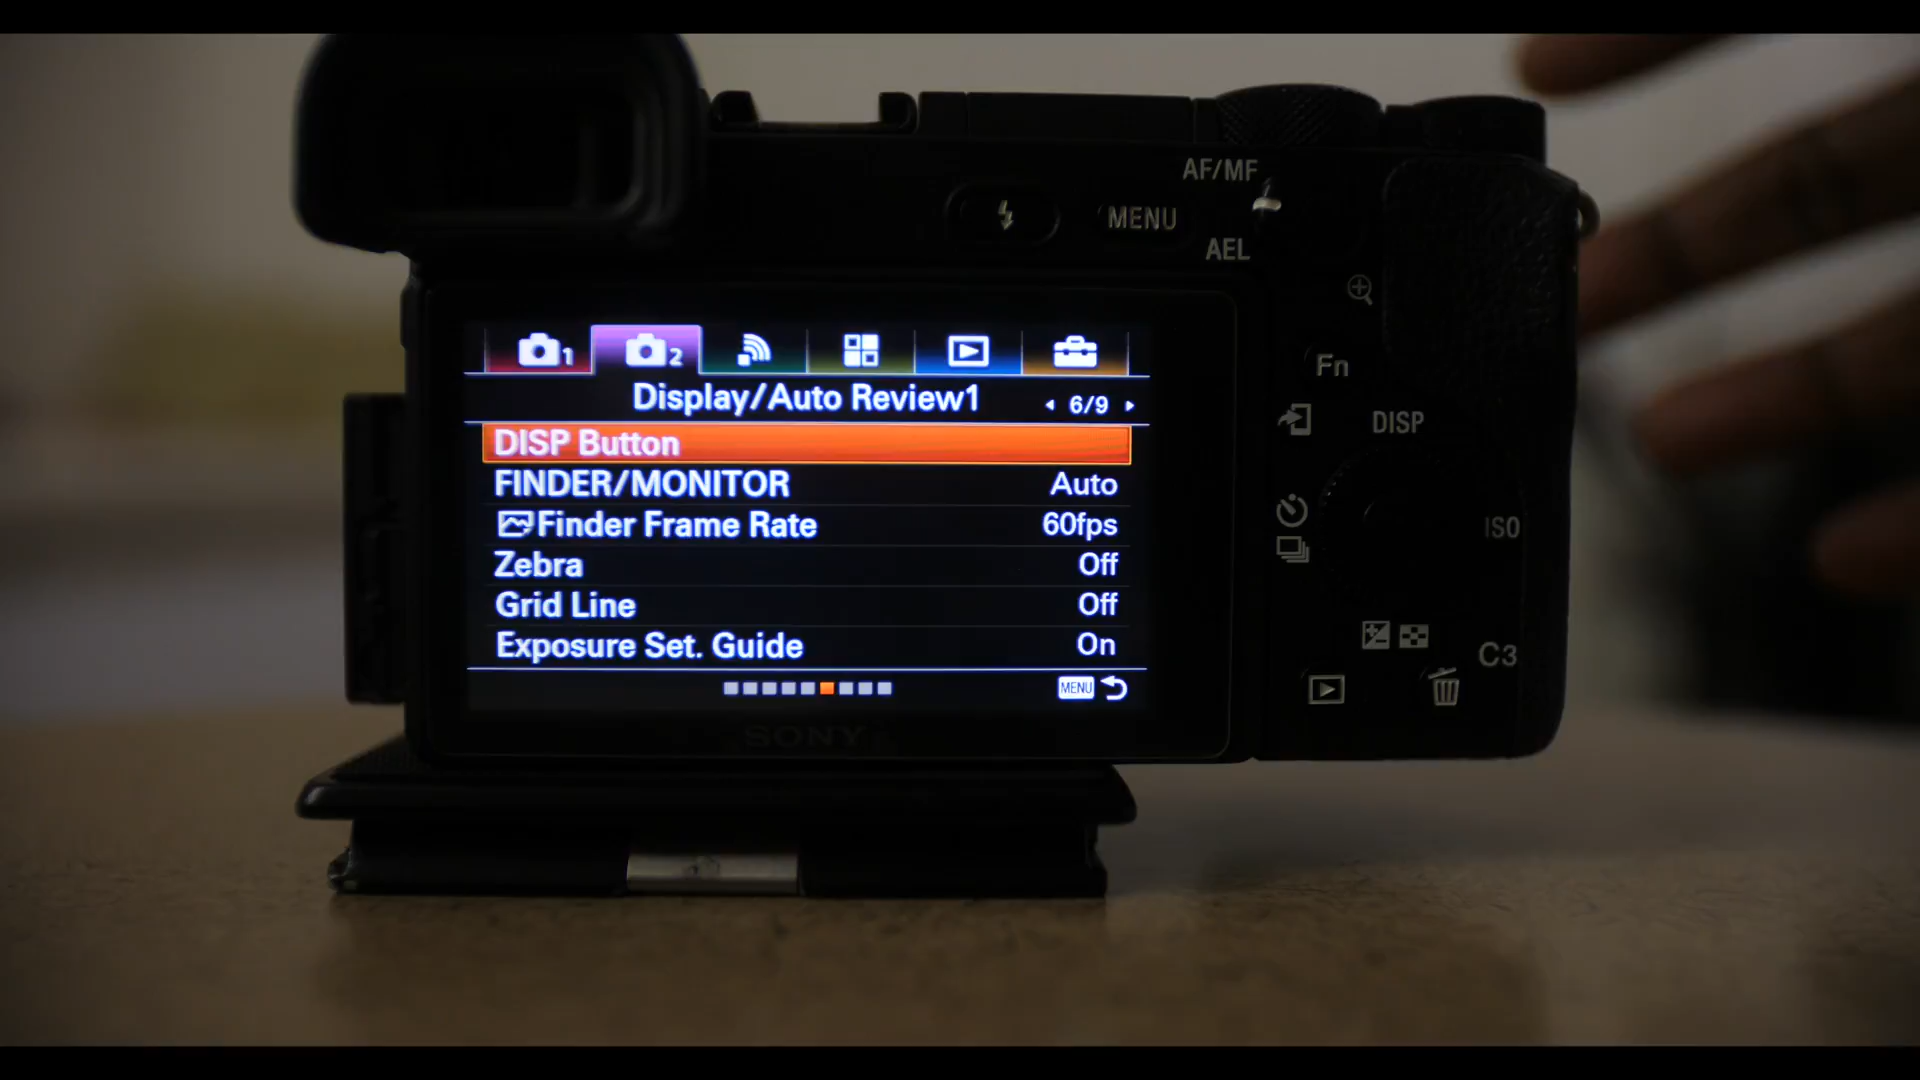 AF/MF
MENU
AEL
1
2
Display/Auto Review1
6/9
DISP Button
FINDER/MONITOR Auto
Finder Frame Rate 60fps
Zebra Off
Grid Line Off
Exposure Set. Guide On
MENU
SONY
Fn
DISP
ISO
C3